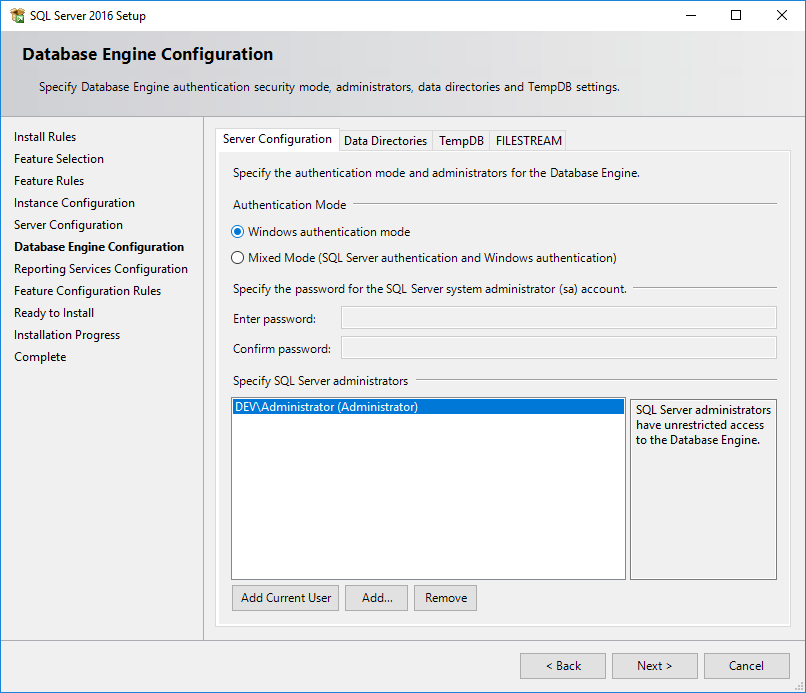 SQL Server 2016 Setup
Database Engine Configuration
Specify Database Engine authentication security mode, administrators, data directories and TempDB settings.
Install Rules
Feature Selection
Feature Rules
Instance Configuration
Server Configuration
Database Engine Configuration
Reporting Services Configuration
Feature Configuration Rules
Ready to Install
Installation Progress
Complete
Server Configuration Data Directories TempDB FILESTREAM
Specify the authentication mode and administrators for the Database Engine.
Authentication Mode
Windows authentication mode
Mixed Mode (SQL Server authentication and Windows authentication)
Specify the password for the SQL Server system administrator (sa) account.
Enter password:
Confirm password:
Specify SQL Server administrators
DEV\Administrator (Administrator)
SQL Server administrators
have unrestricted access
to the Database Engine.
Add Current User Add... Remove
< Back Next > Cancel